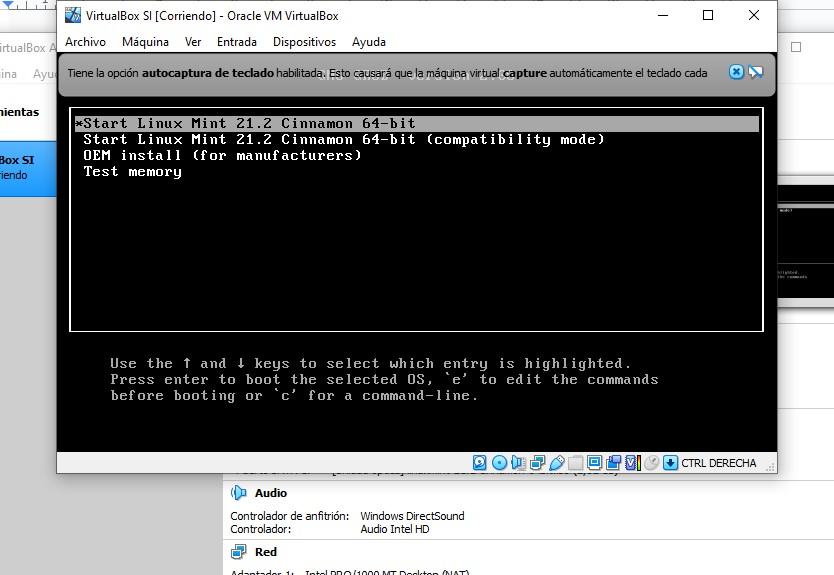 VirtualBox SI [Corriendo] - Oracle VM VirtualBox
Archivo Máquina Ver Entrada Dispositivos Ayuda
Tiene la opción autocaptura de teclado habilitada. Esto causará que la máquina virtual capture automáticamente el teclado cada
*Start Linux Mint 21.2 Cinnamon 64-bit
Start Linux Mint 21.2 Cinnamon 64-bit (compatibility mode)
OEM install (for manufacturers)
Test memory
Use the ↑ and ↓ keys to select which entry is highlighted.
Press enter to boot the selected OS, `e' to edit the commands
before booting or `c' for a command-line.
CTRL DERECHA
irtualBox A
ina Ayu
nientas
Box SI
riendo
Audio
Controlador de anfitrión: Windows DirectSound
Controlador: Audio Intel HD
Red
Adaptador 1: Intel PRO/1000 MT Desktop (NAT)